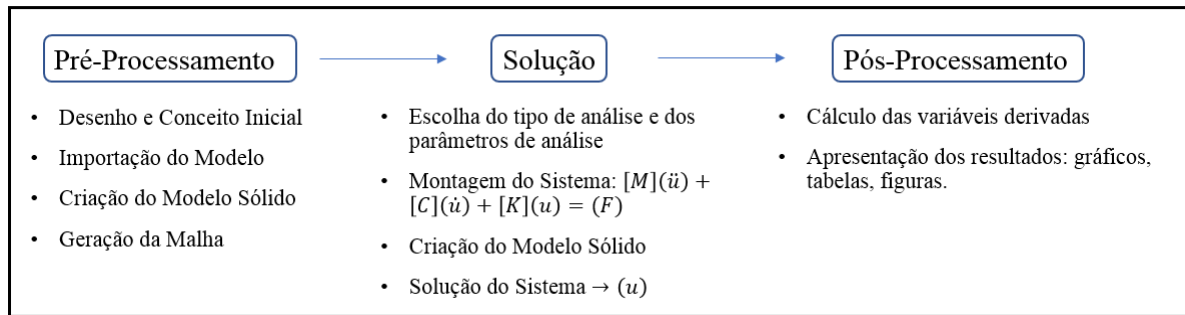 Pré-Processamento
Desenho e Conceito Inicial
Importação do Modelo
Criação do Modelo Sólido
Geração da Malha
Solução
Escolha do tipo de análise e dos
parâmetros de análise
Montagem do Sistema: [M](ü) +
[C](u̇) + [K](u) = (F)
Criação do Modelo Sólido
Solução do Sistema → (u)
Pós-Processamento
Cálculo das variáveis derivadas
Apresentação dos resultados: gráficos,
tabelas, figuras.